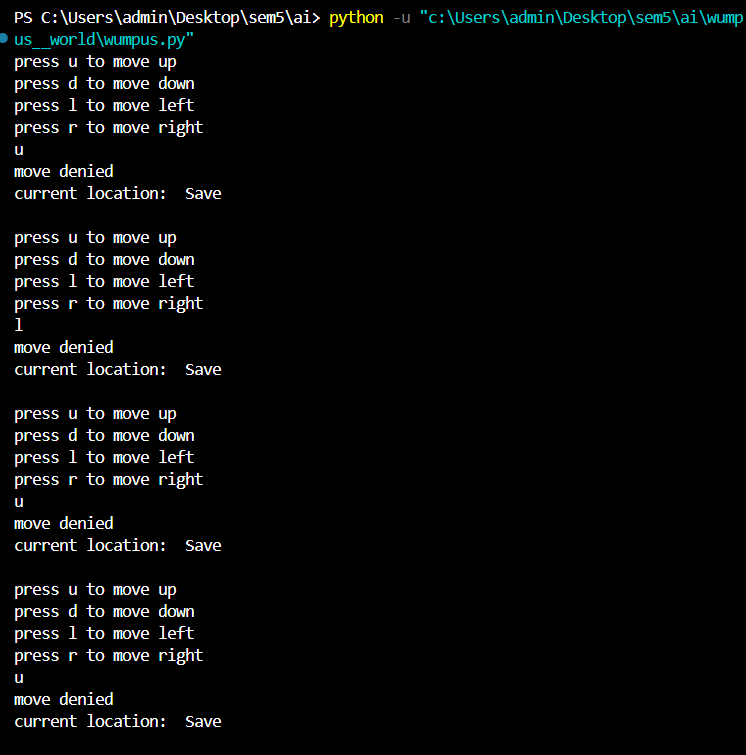 PS C:\Users\admin\Desktop\sem5\ai> python -u "c:\Users\admin\Desktop\sem5\ai\wump
us__world\wumpus.py"
press u to move up
press d to move down
press l to move left
press r to move right
u
move denied
current location:  Save

press u to move up
press d to move down
press l to move left
press r to move right
l
move denied
current location:  Save

press u to move up
press d to move down
press l to move left
press r to move right
u
move denied
current location:  Save

press u to move up
press d to move down
press l to move left
press r to move right
u
move denied
current location:  Save